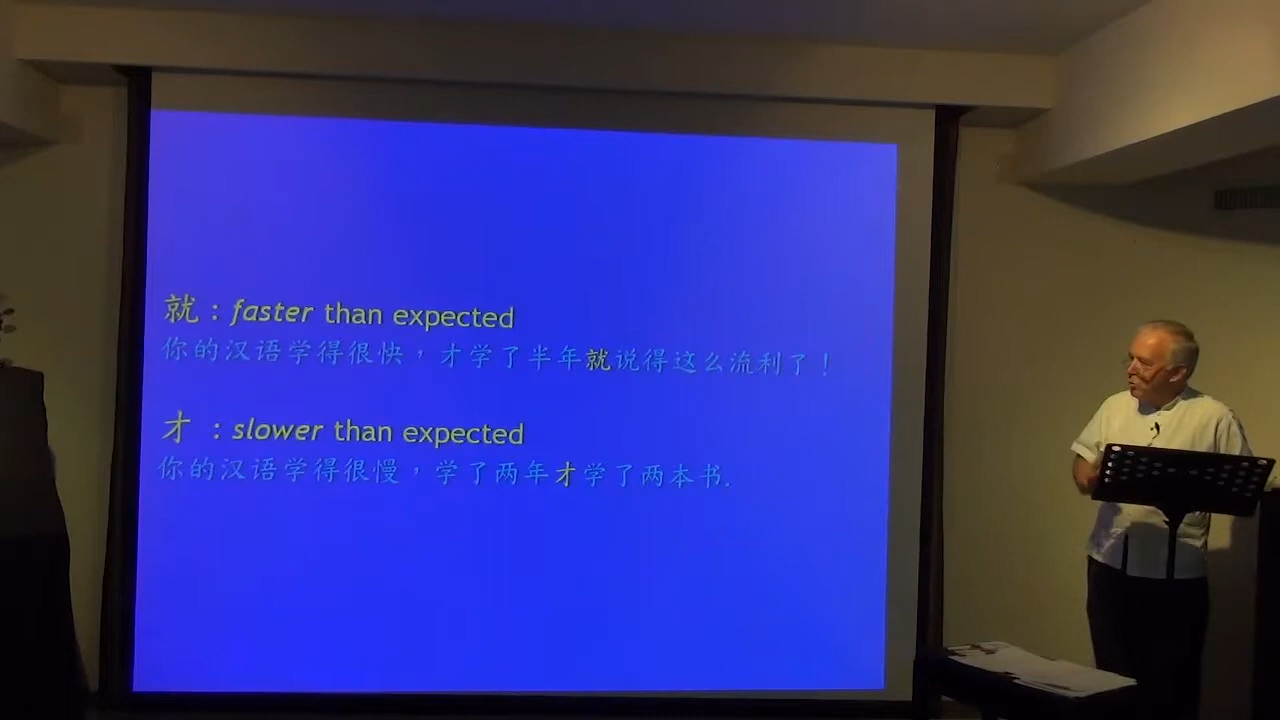 就：faster than expected
你的汉语学得很快，才学了半年就说得这么流利了！
才 ：slower than expected
你的汉语学得很慢，学了两年才学了两本书.